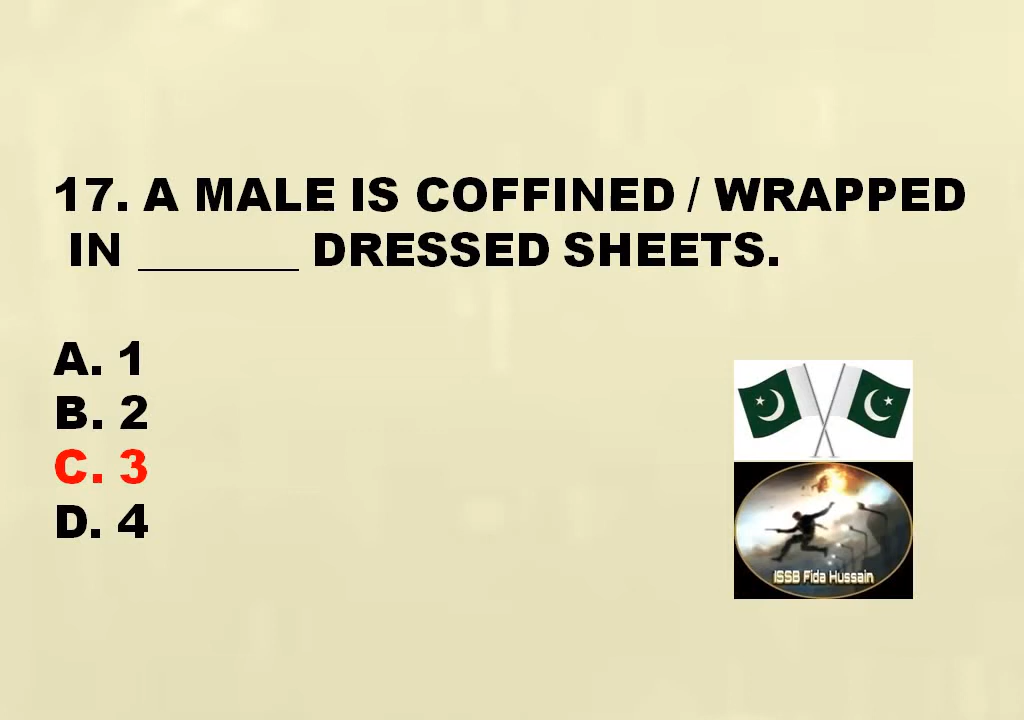 17. A MALE IS COFFINED / WRAPPED
IN _______ DRESSED SHEETS.
A. 1
B. 2
C. 3
D. 4
ISSB Fida Hussain